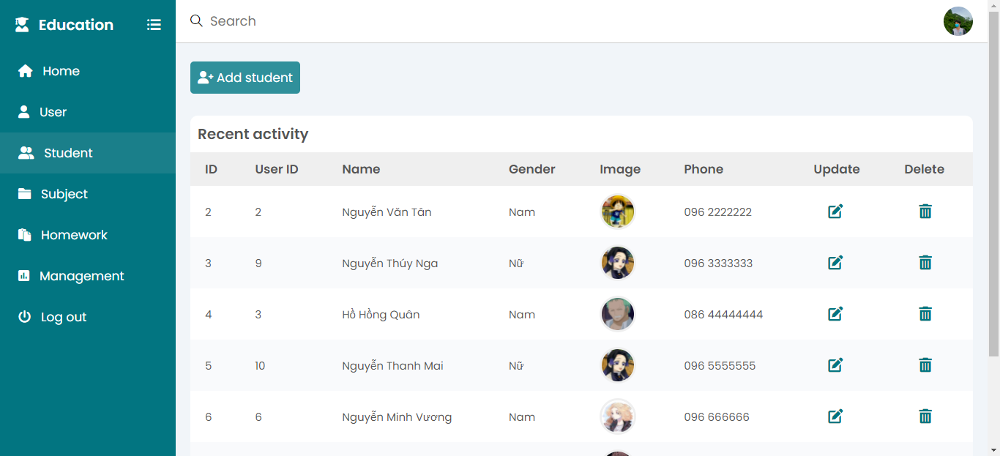 Education
Search
Home
User
Student
Subject
Homework
Management
Log out
Add student
Recent activity
ID User ID Name Gender Image Phone Update Delete
2 2 Nguyễn Văn Tân Nam 096 2222222
3 9 Nguyễn Thúy Nga Nữ 096 3333333
4 3 Hồ Hồng Quân Nam 086 44444444
5 10 Nguyễn Thanh Mai Nữ 096 5555555
6 6 Nguyễn Minh Vương Nam 096 666666